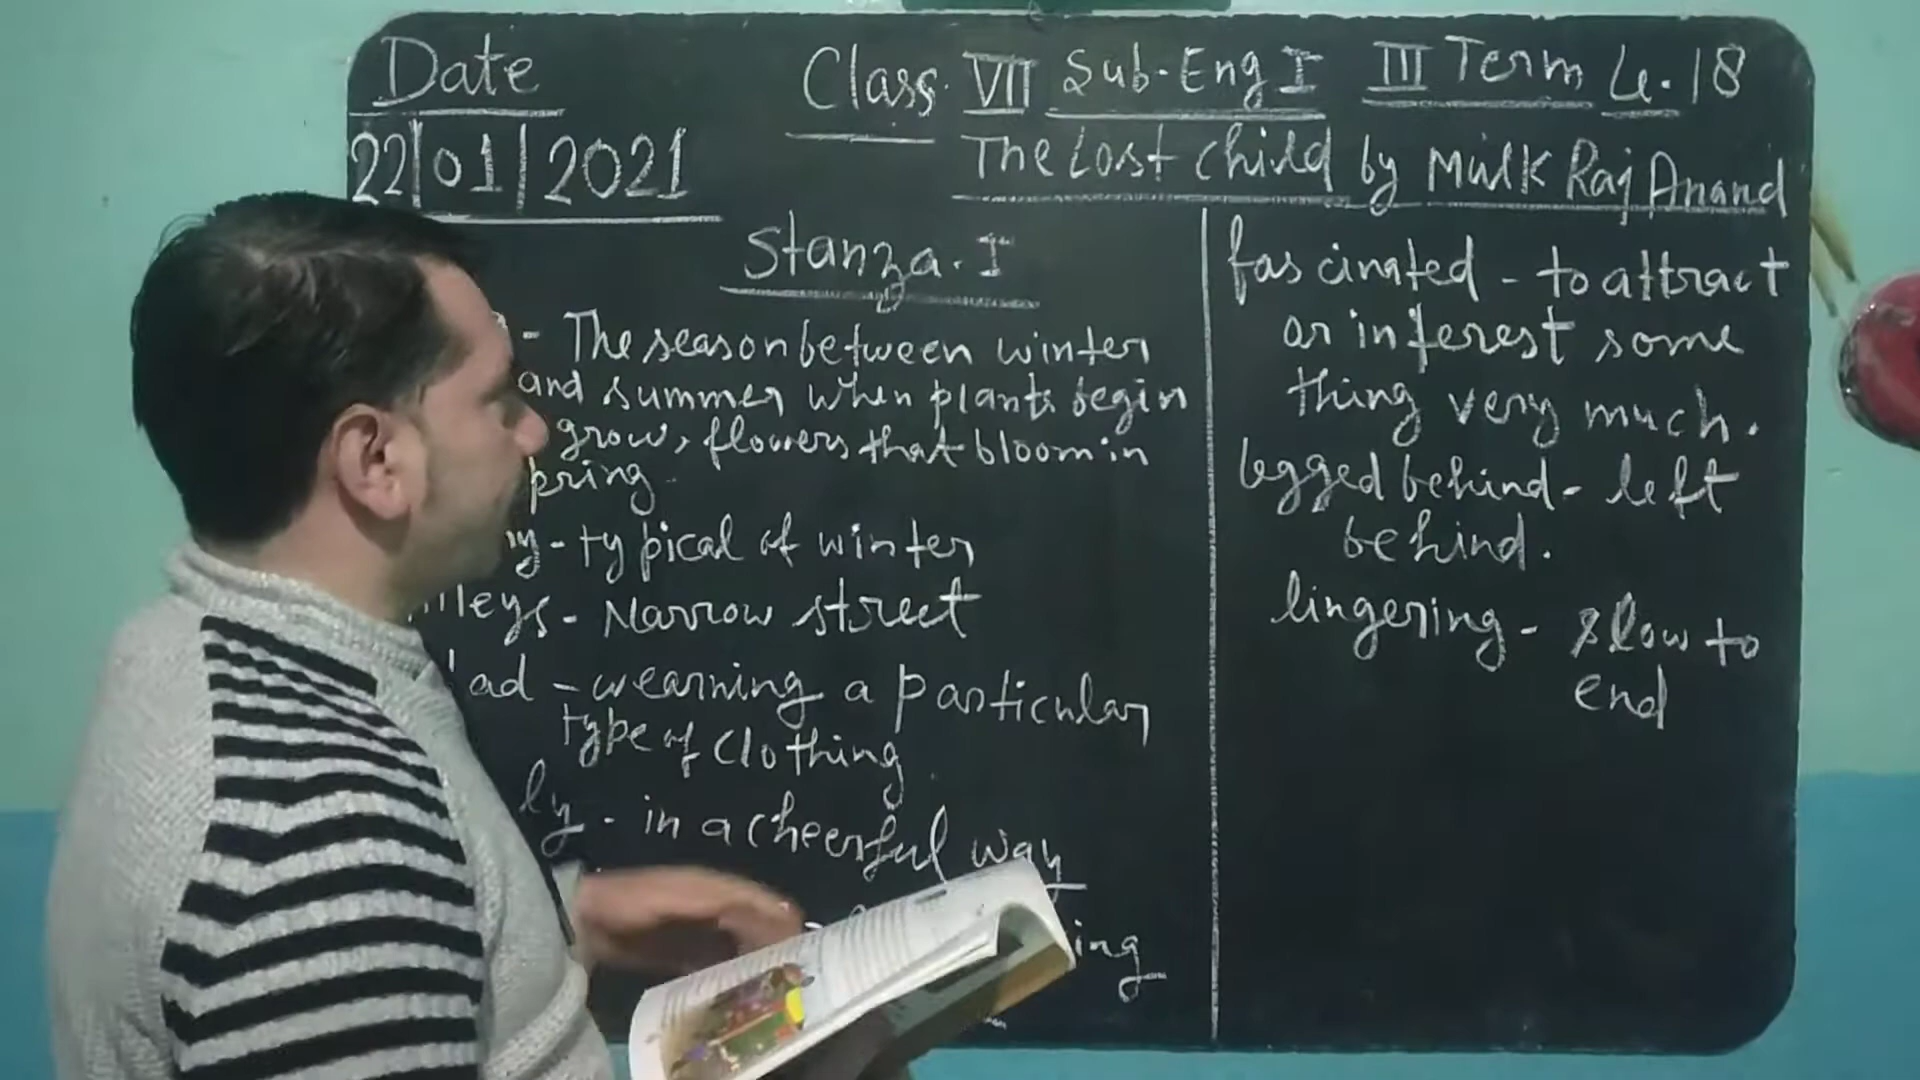 Date
22/01/2021
Class VII Sub-Eng I III Term L.18
The Lost Child by Mulk Raj Anand
Stanza-I
- The season between winter
and summer when plants begin
grow, flowers that bloom in
pring
y - typical of winter
lleys - Narrow street
ad - wearning a particular
type of clothing
ly - in a cheerful way
ing
fascinated - to attract
or interest some
thing very much.
legged behind - left
behind.
lingering - slow to
end